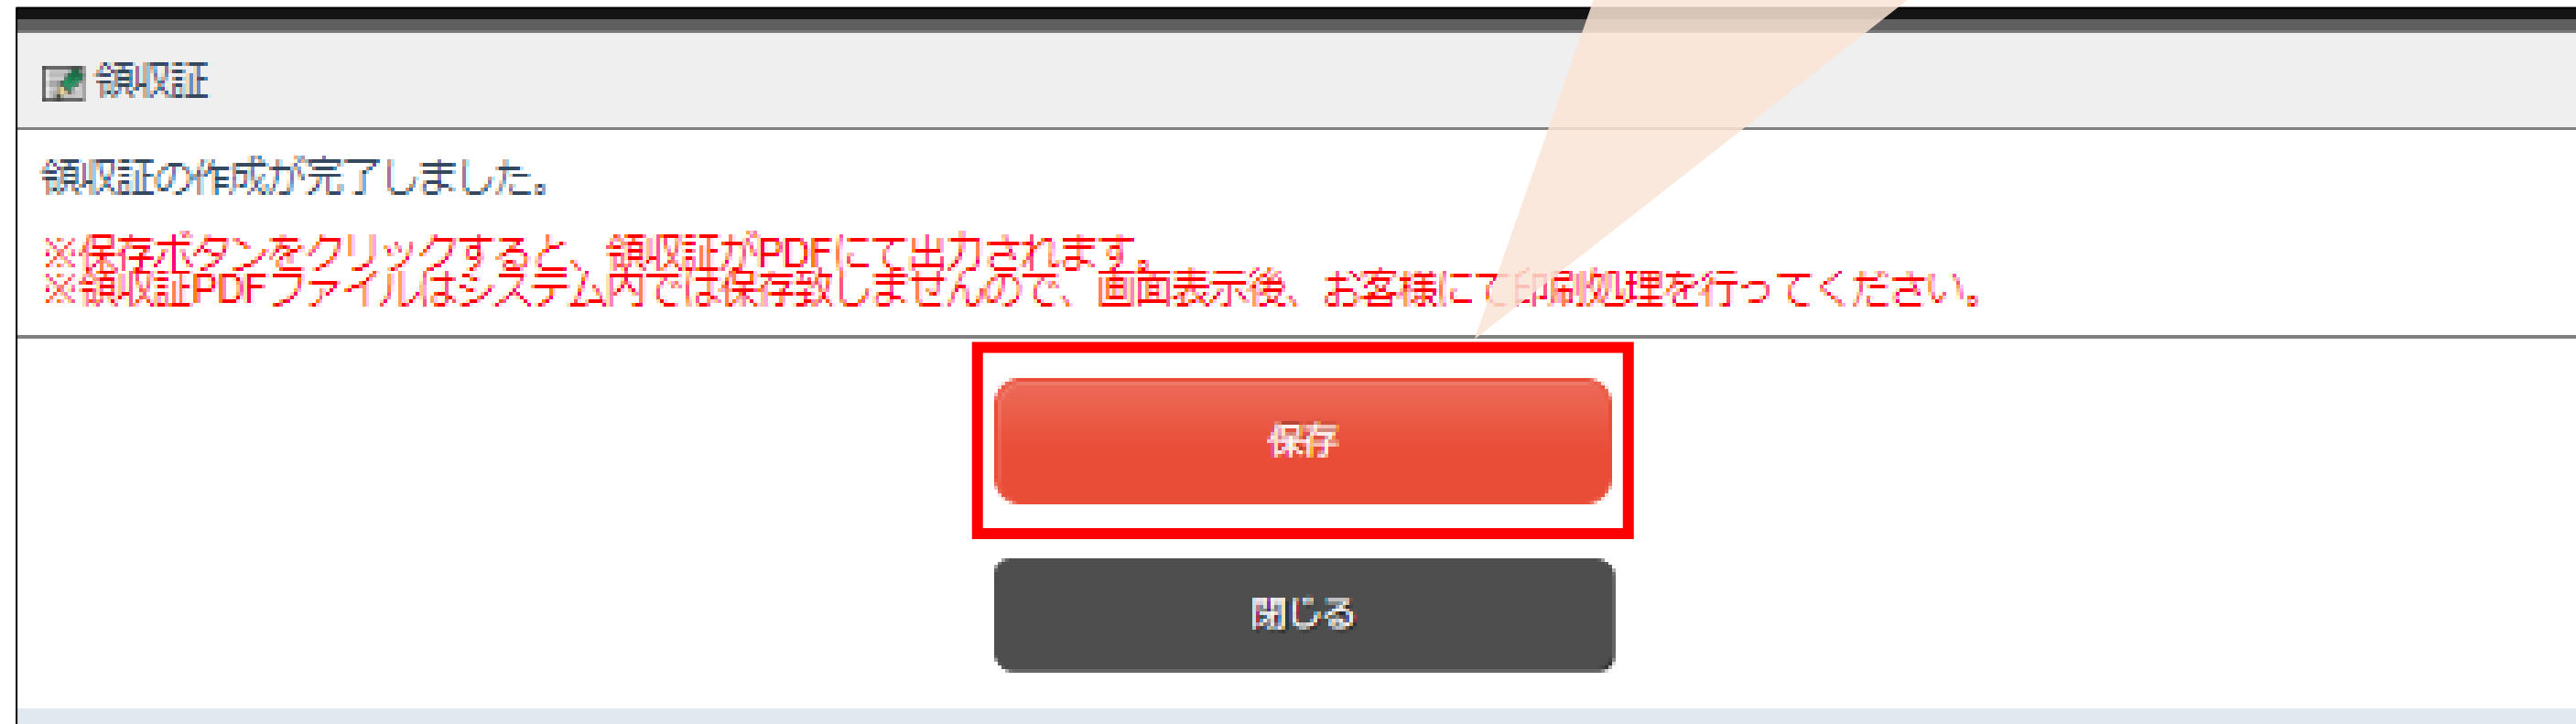 領収証
領収証の作成が完了しました。
※保存ボタンをクリックすると、領収証がPDFにて出力されます。
※領収証PDFファイルはシステム内では保存致しませんので、画面表示後、お客様にて印刷処理を行ってください。
保存
閉じる